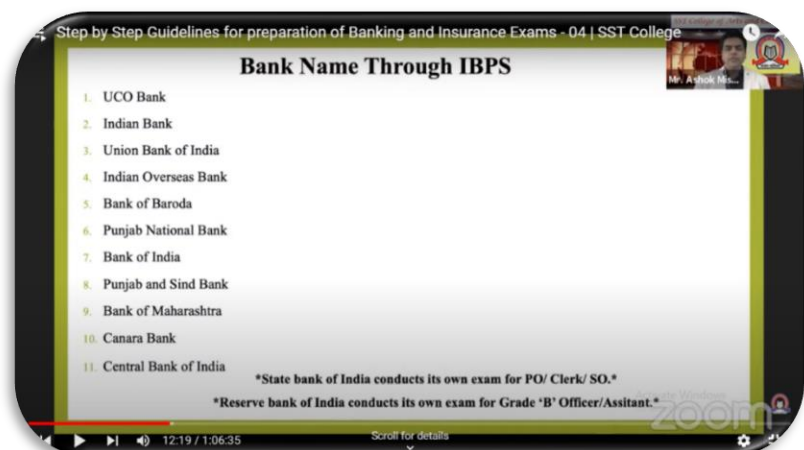 Step by Step Guidelines for preparation of Banking and Insurance Exams - 04 | SST College
Mr. Ashok Mis...
Bank Name Through IBPS
1. UCO Bank
2. Indian Bank
3. Union Bank of India
4. Indian Overseas Bank
5. Bank of Baroda
6. Punjab National Bank
7. Bank of India
8. Punjab and Sind Bank
9. Bank of Maharashtra
10. Canara Bank
11. Central Bank of India
*State bank of India conducts its own exam for PO/ Clerk/ SO.*
*Reserve bank of India conducts its own exam for Grade ‘B’ Officer/Assitant.*
zoom
12:19 / 1:06:35
Scroll for details